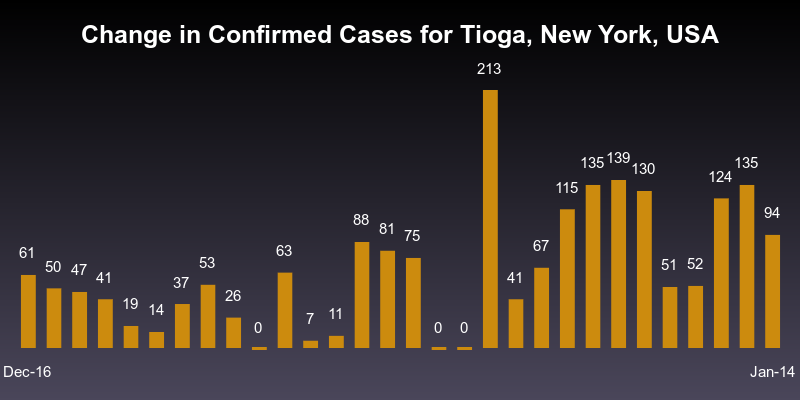 Change in Confirmed Cases for Tioga, New York, USA
61 50 47 41 19 14 37 53 26 0 63 7 11 88 81 75 0 0 213 41 67 115 135 139 130 51 52 124 135 94
Dec-16 Jan-14